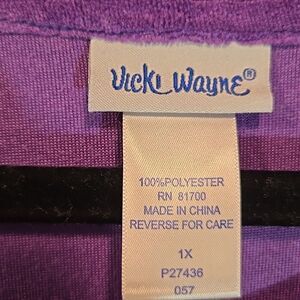 Vicki Wayne®
100%POLYESTER
RN 81700
MADE IN CHINA
REVERSE FOR CARE
1X
P27436
057